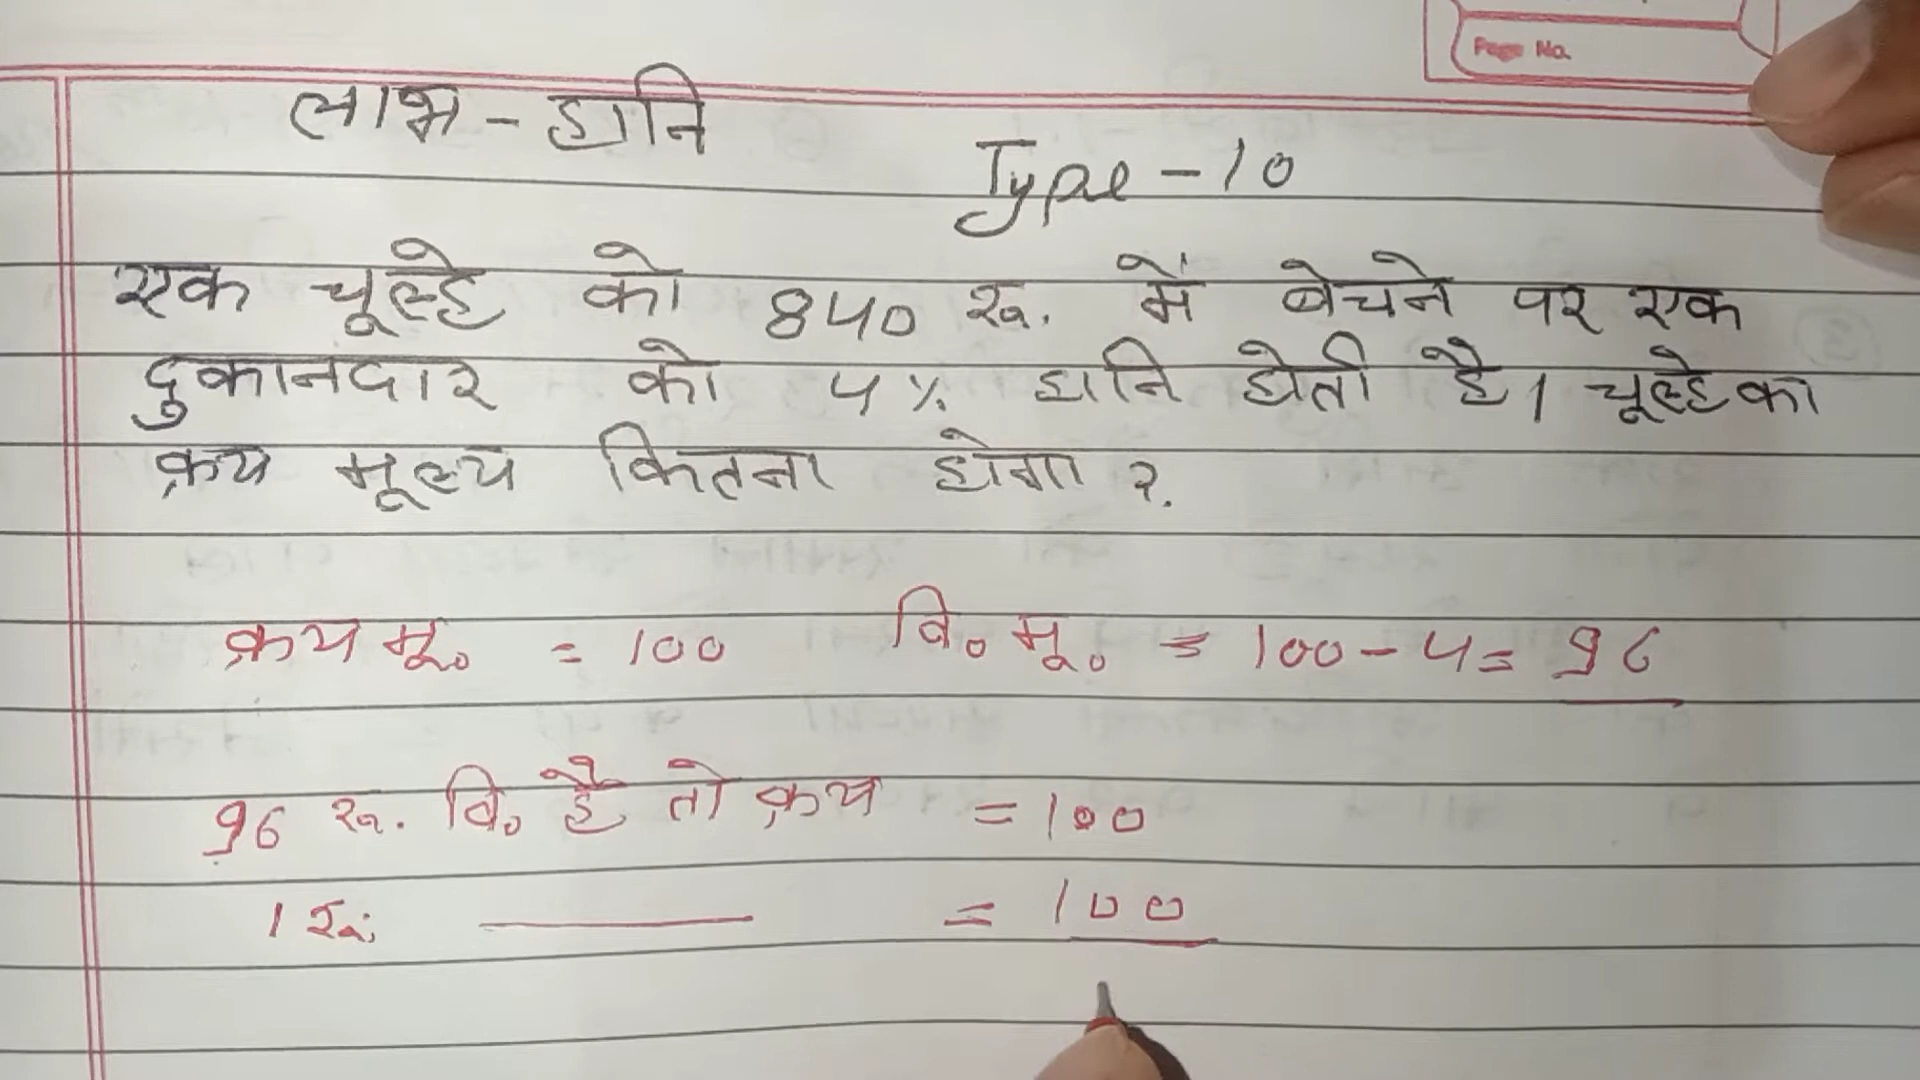 Page No.
लाभ - हानि
Type - 10
एक चूल्हे को 840 रू. में बेचने पर एक
दुकानदार को 4 % हानि होती है। चूल्हे का
क्रय मूल्य कितना होगा ?.
क्रय मू० = 100 वि० मू० = 100 - 4 = 96
96 रू. वि० है तो क्रय = 100
1 रू. ——— = 100